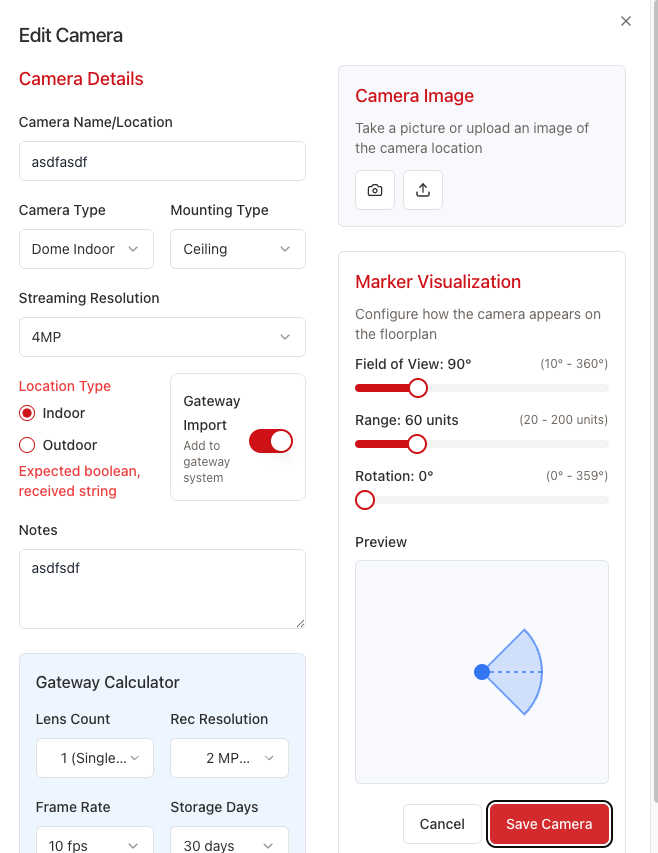 Edit Camera
Camera Details
Camera Name/Location
asdfasdf
Camera Type
Mounting Type
Dome Indoor
Ceiling
Streaming Resolution
4MP
Location Type
Indoor
Outdoor
Expected boolean,
received string
Gateway
Import
Add to
gateway
system
Notes
asdfsdf
Gateway Calculator
Lens Count
Rec Resolution
1 (Single...
2 MP...
Frame Rate
Storage Days
10 fps
30 days
Camera Image
Take a picture or upload an image of
the camera location
Marker Visualization
Configure how the camera appears on
the floorplan
Field of View: 90° (10° - 360°)
Range: 60 units (20 - 200 units)
Rotation: 0° (0° - 359°)
Preview
Cancel
Save Camera